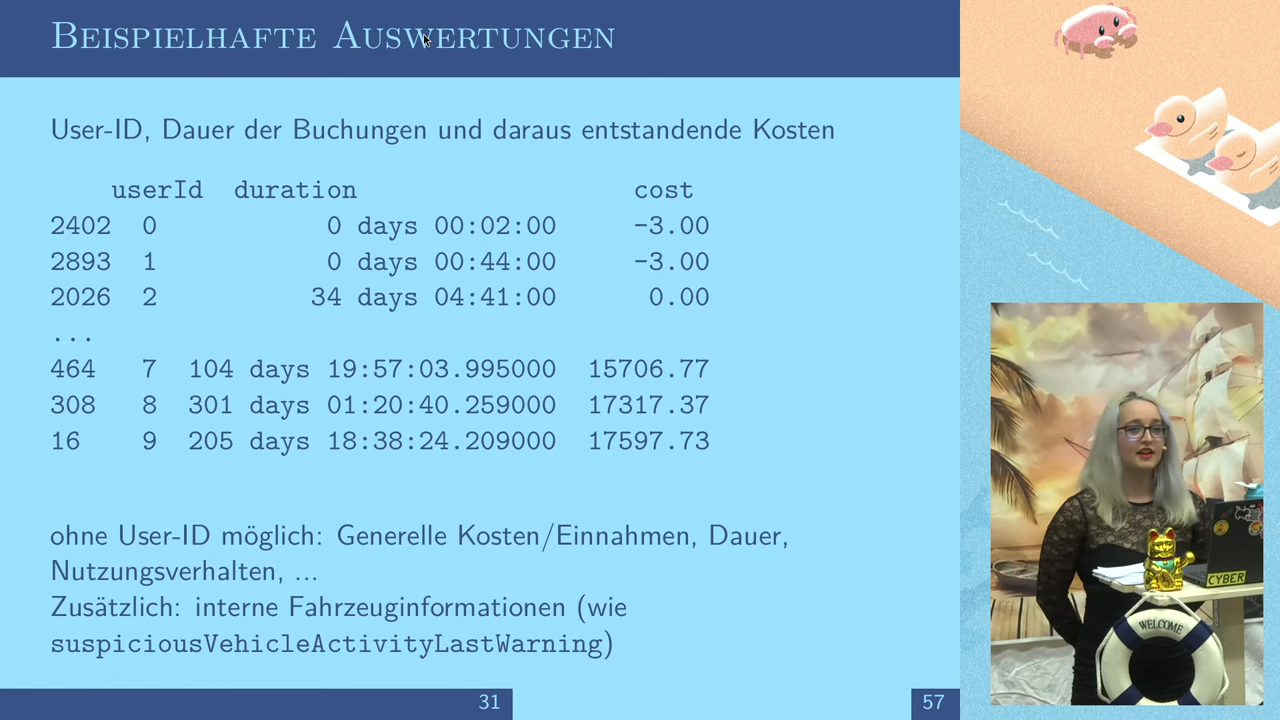 Beispielhafte Auswertungen
User-ID, Dauer der Buchungen und daraus entstandende Kosten
userId duration cost
2402 0 0 days 00:02:00 -3.00
2893 1 0 days 00:44:00 -3.00
2026 2 34 days 04:41:00 0.00
...
464 7 104 days 19:57:03.995000 15706.77
308 8 301 days 01:20:40.259000 17317.37
16 9 205 days 18:38:24.209000 17597.73
ohne User-ID möglich: Generelle Kosten/Einnahmen, Dauer,
Nutzungsverhalten, ...
Zusätzlich: interne Fahrzeuginformationen (wie
suspiciousVehicleActivityLastWarning)
31
57
CYBER
WELCOME